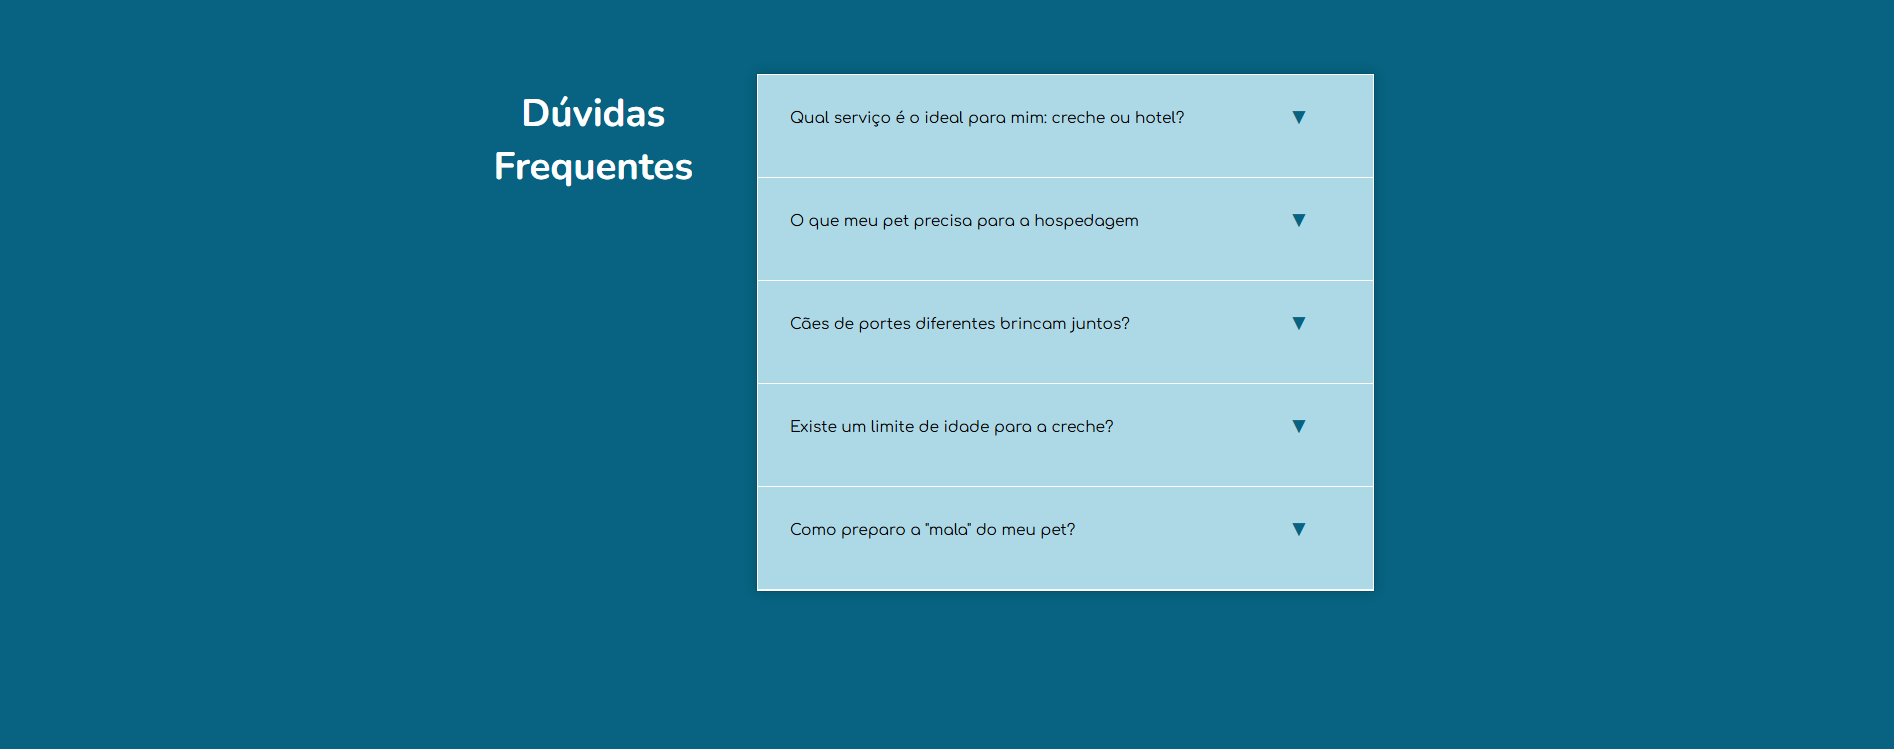 Dúvidas
Frequentes
Qual serviço é o ideal para mim: creche ou hotel?
O que meu pet precisa para a hospedagem
Cães de portes diferentes brincam juntos?
Existe um limite de idade para a creche?
Como preparo a "mala" do meu pet?